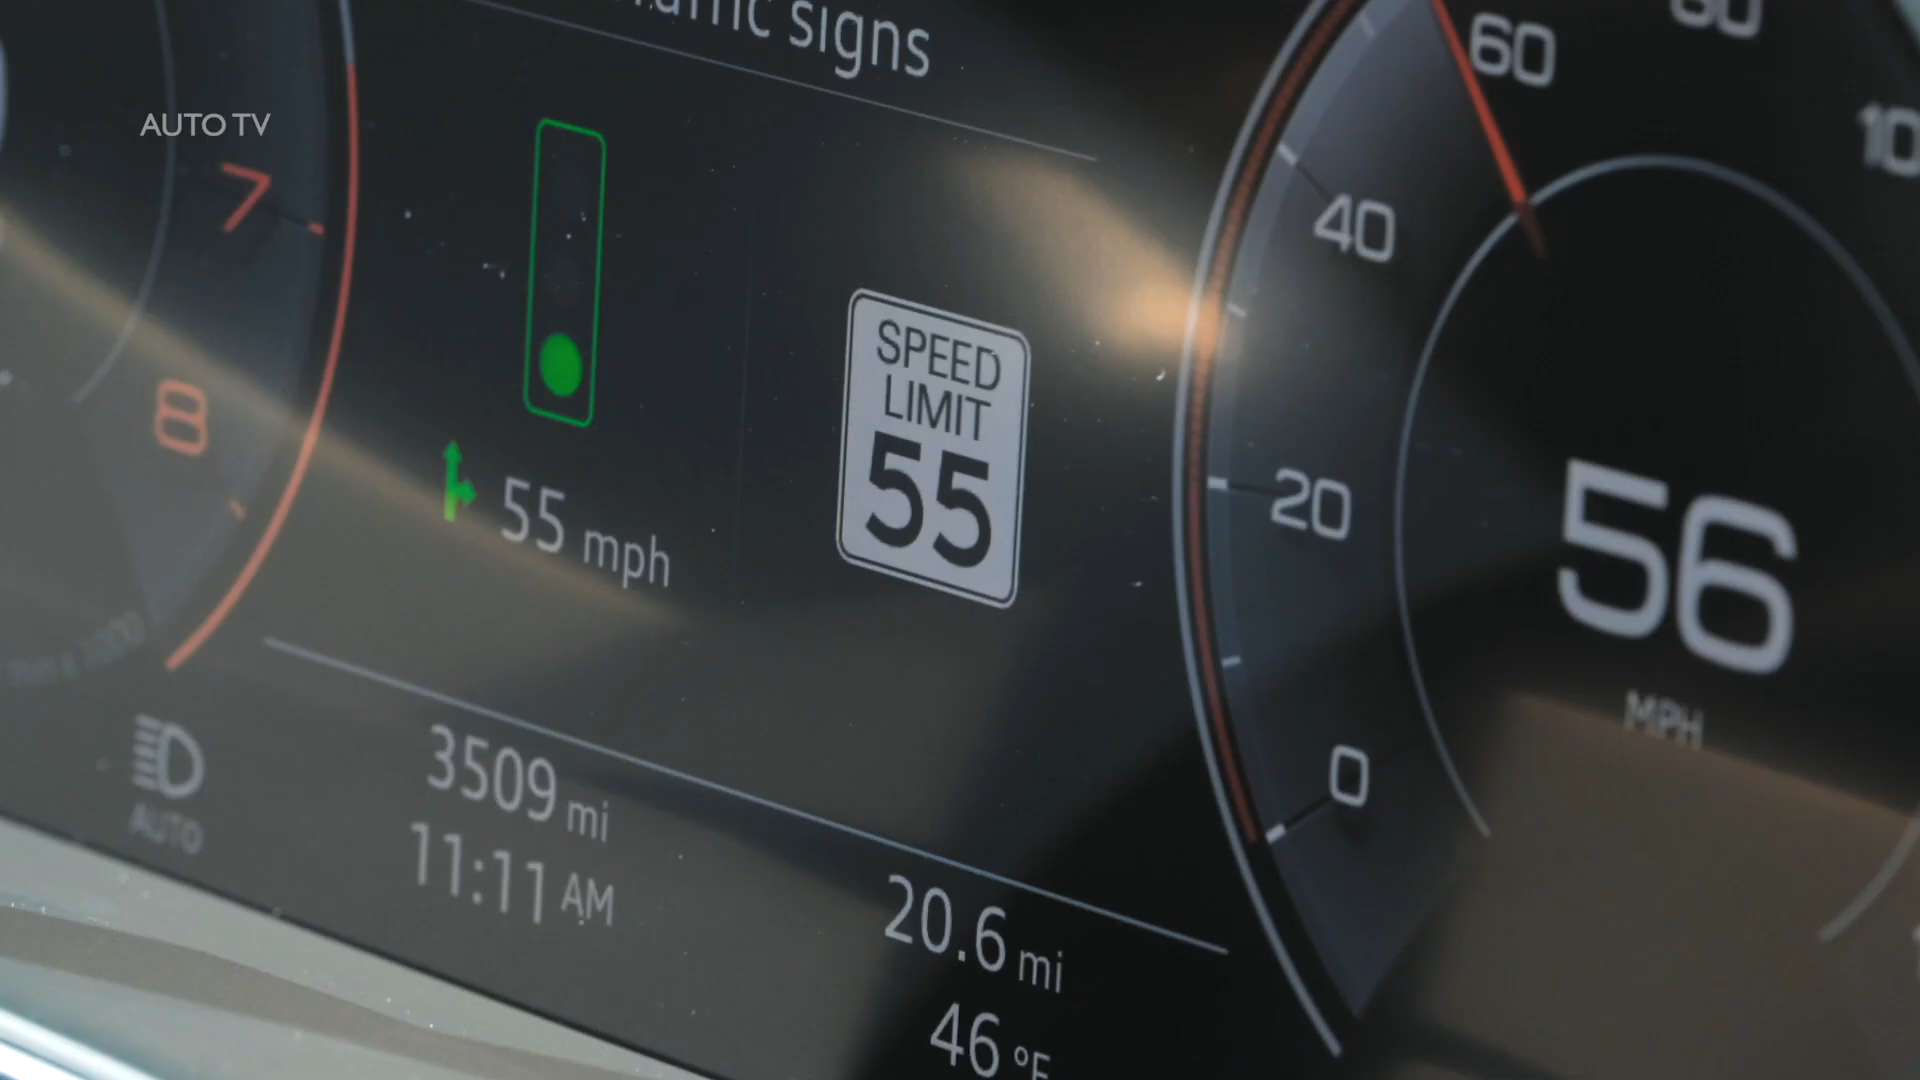 signs
AUTO TV
7
8
55 mph
SPEED
LIMIT
55
60
40
20
0
56
MPH
AUTO
3509 mi
11:11 AM
20.6 mi
46 °F